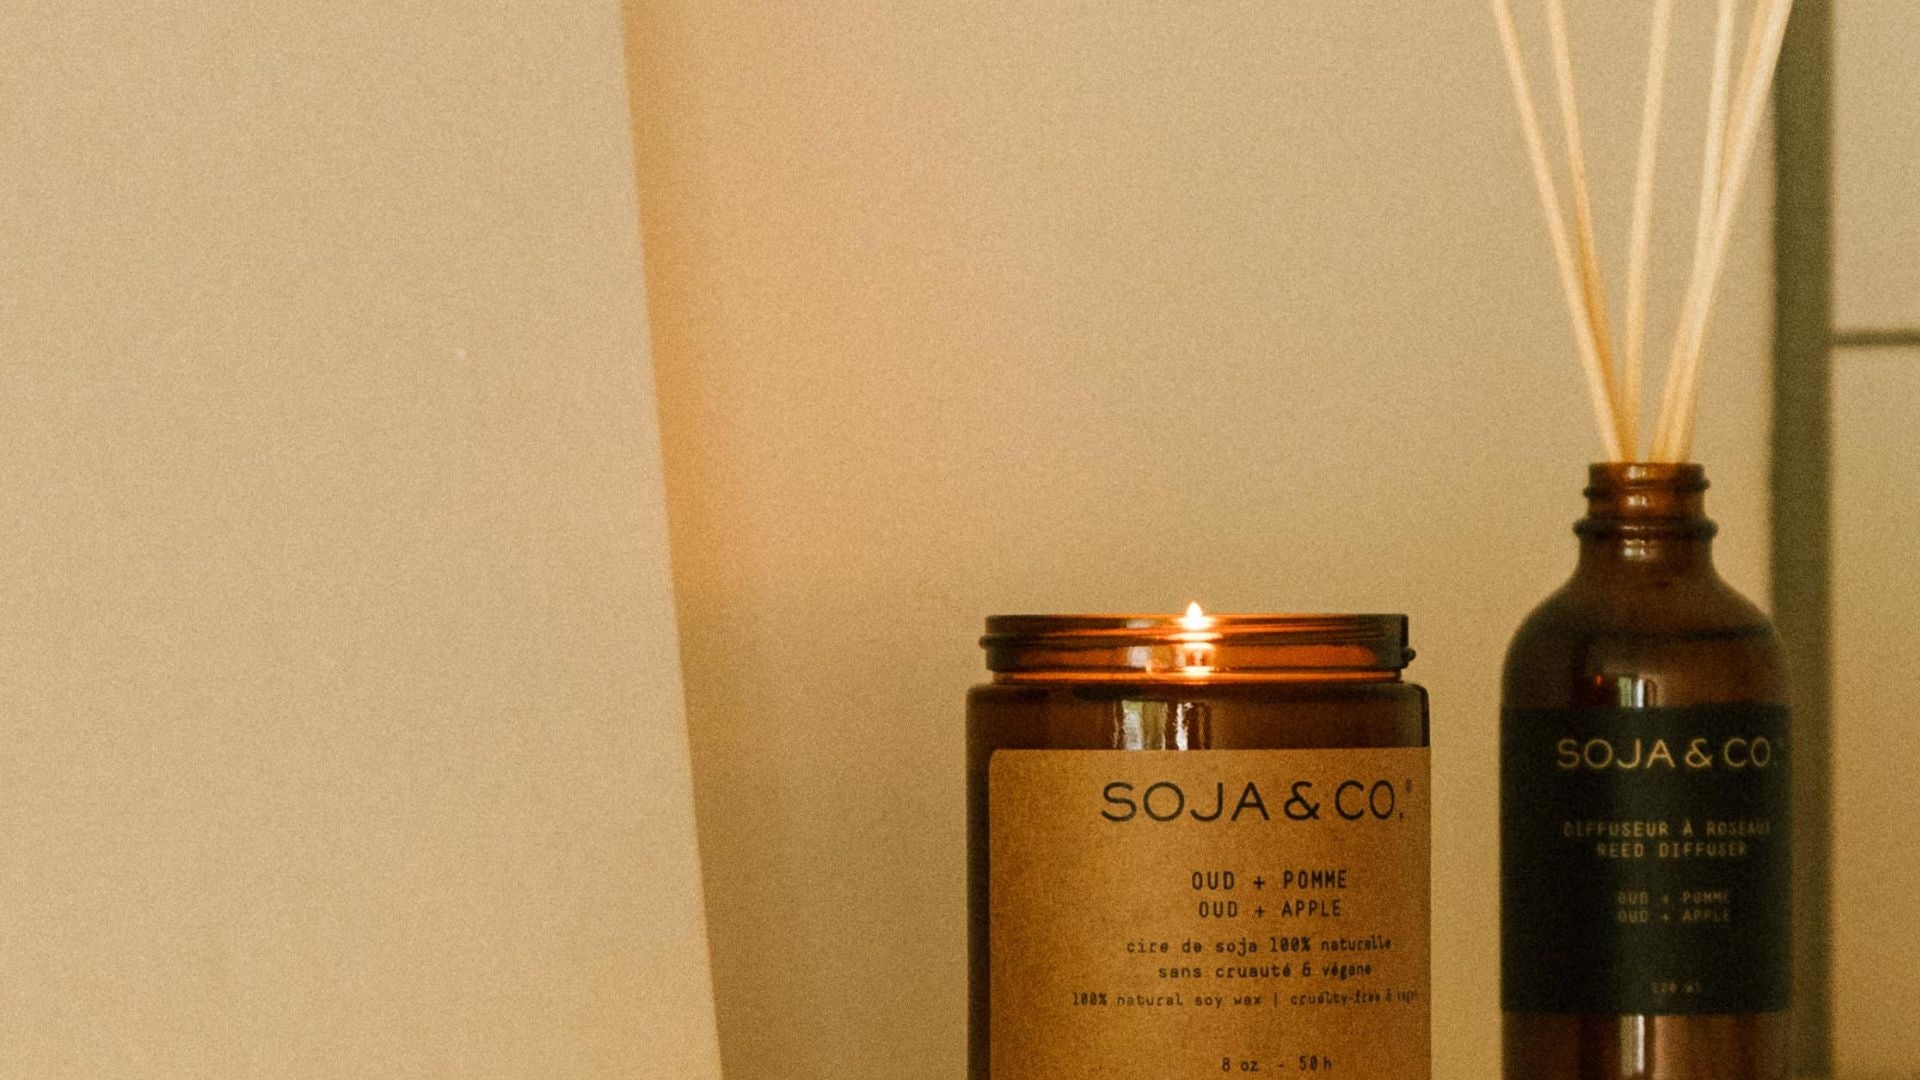 SOJA & CO.
OUD + POMME
OUD + APPLE
cire de soja 100% naturelle
sans cruauté & végane
100% natural soy wax | cruelty-free &
8 oz - 50 h
SOJA & CO.
DIFFUSEUR À ROSEAUX
REED DIFFUSER
OUD + POMME
OUD + APPLE